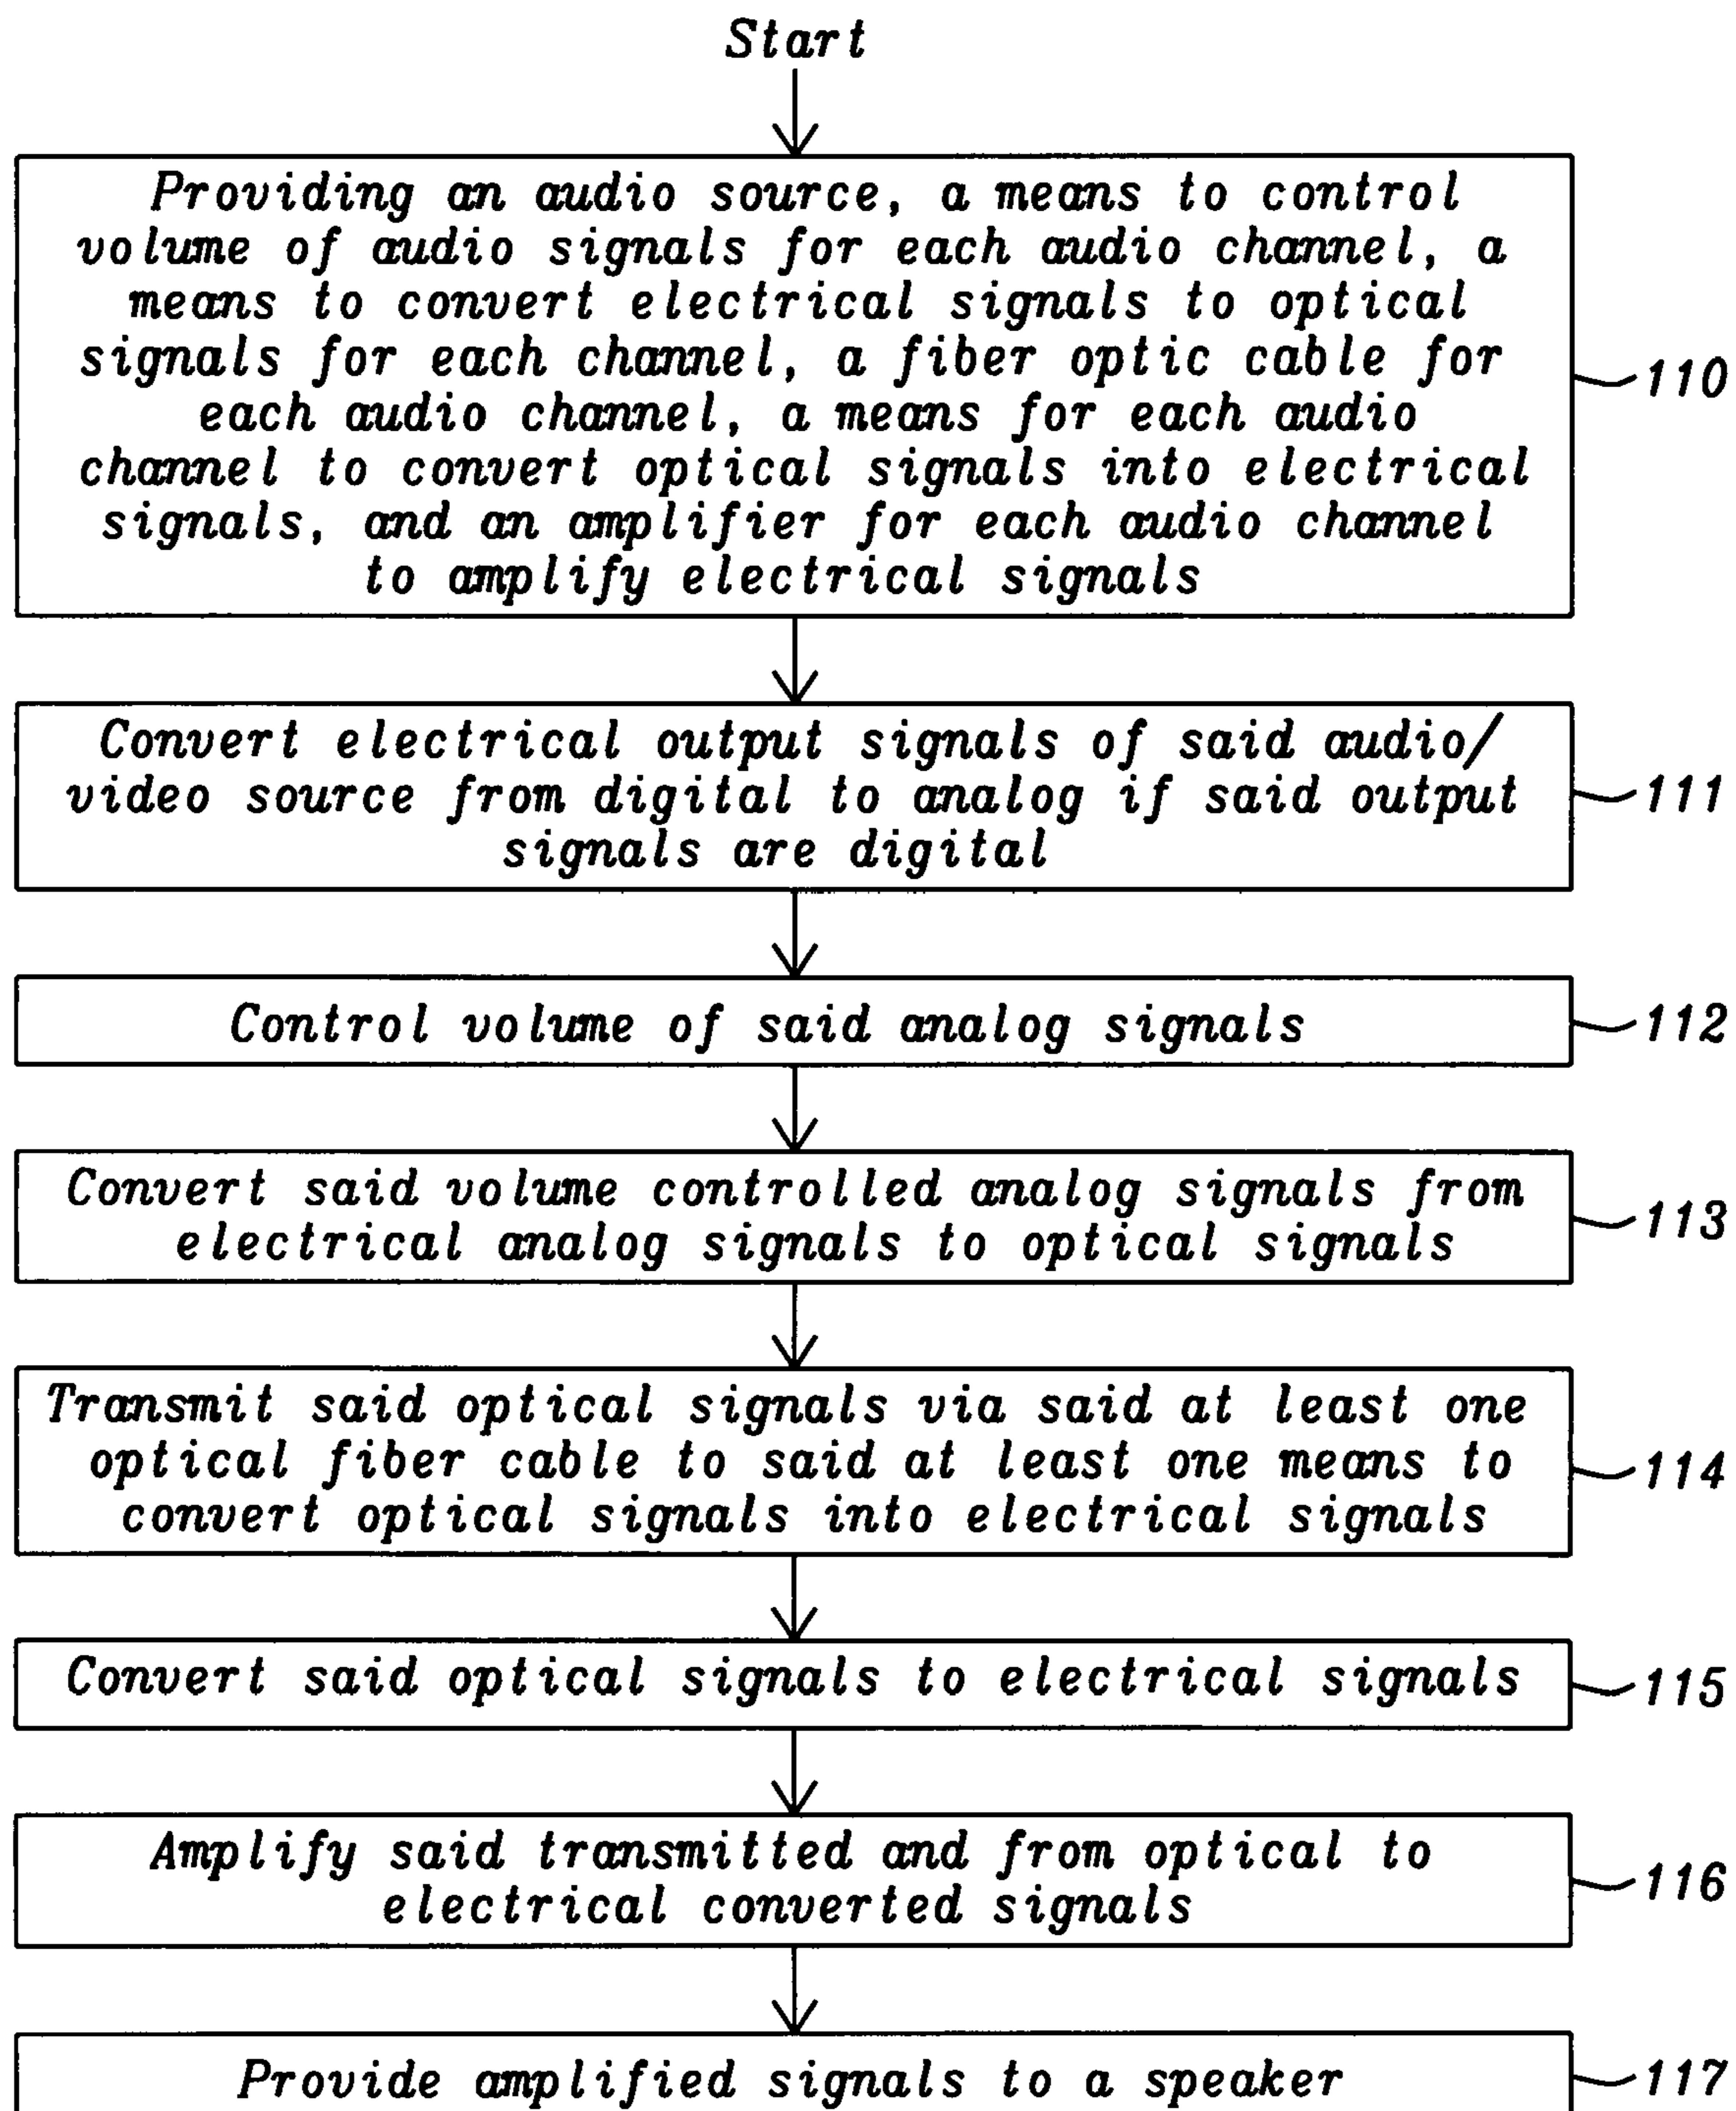 Start
Providing an audio source, a means to control
volume of audio signals for each audio channel, a
means to convert electrical signals to optical
signals for each channel, a fiber optic cable for
each audio channel, a means for each audio
channel to convert optical signals into electrical
signals, and an amplifier for each audio channel
to amplify electrical signals
110
Convert electrical output signals of said audio/
video source from digital to analog if said output
signals are digital
111
Control volume of said analog signals
112
Convert said volume controlled analog signals from
electrical analog signals to optical signals
113
Transmit said optical signals via said at least one
optical fiber cable to said at least one means to
convert optical signals into electrical signals
114
Convert said optical signals to electrical signals
115
Amplify said transmitted and from optical to
electrical converted signals
116
Provide amplified signals to a speaker
117